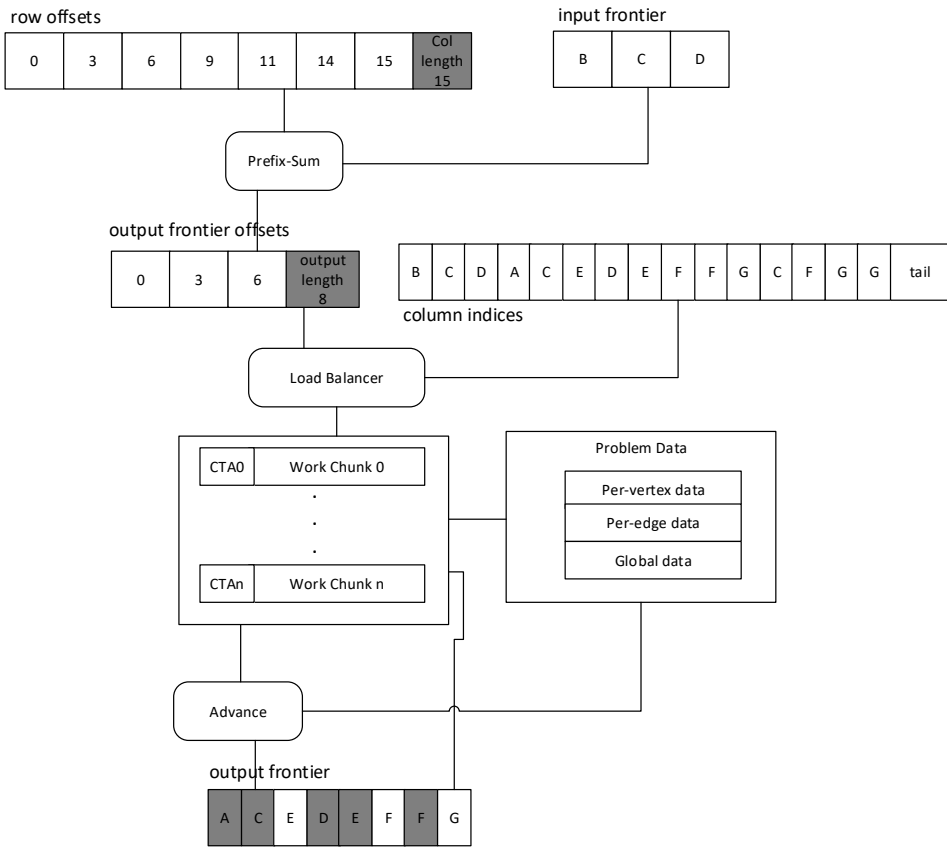 row offsets
input frontier
0 3 6 9 11 14 15 Col length 15
B C D
Prefix-Sum
output frontier offsets
0 3 6 output length 8
B C D A C E D E F F G C F G G tail
column indices
Load Balancer
CTA0 Work Chunk 0
.
.
.
CTAn Work Chunk n
Problem Data
Per-vertex data
Per-edge data
Global data
Advance
output frontier
A C E D E F F G